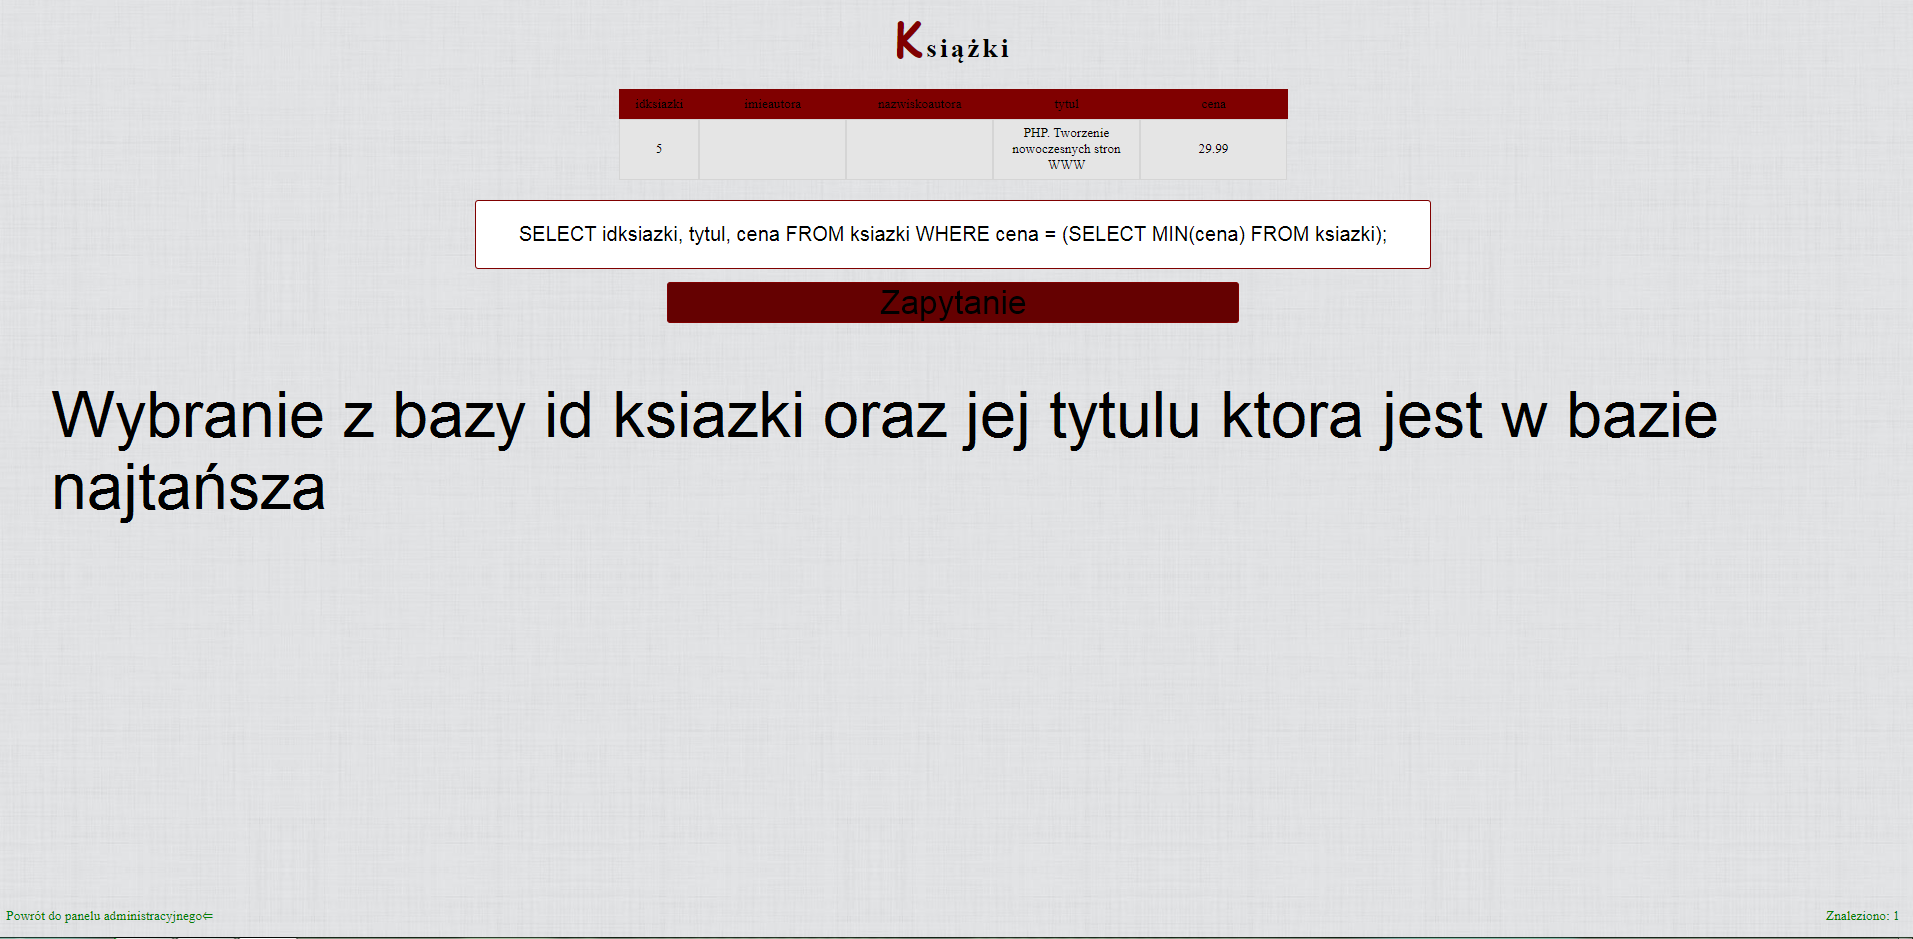 Książki
idksiazki imieautora nazwiskoautora tytul cena
5 PHP. Tworzenie nowoczesnych stron WWW 29.99
SELECT idksiazki, tytul, cena FROM ksiazki WHERE cena = (SELECT MIN(cena) FROM ksiazki);
Zapytanie
Wybranie z bazy id ksiazki oraz jej tytulu ktora jest w bazie
najtańsza
Powrót do panelu administracyjnego⇐
Znaleziono: 1